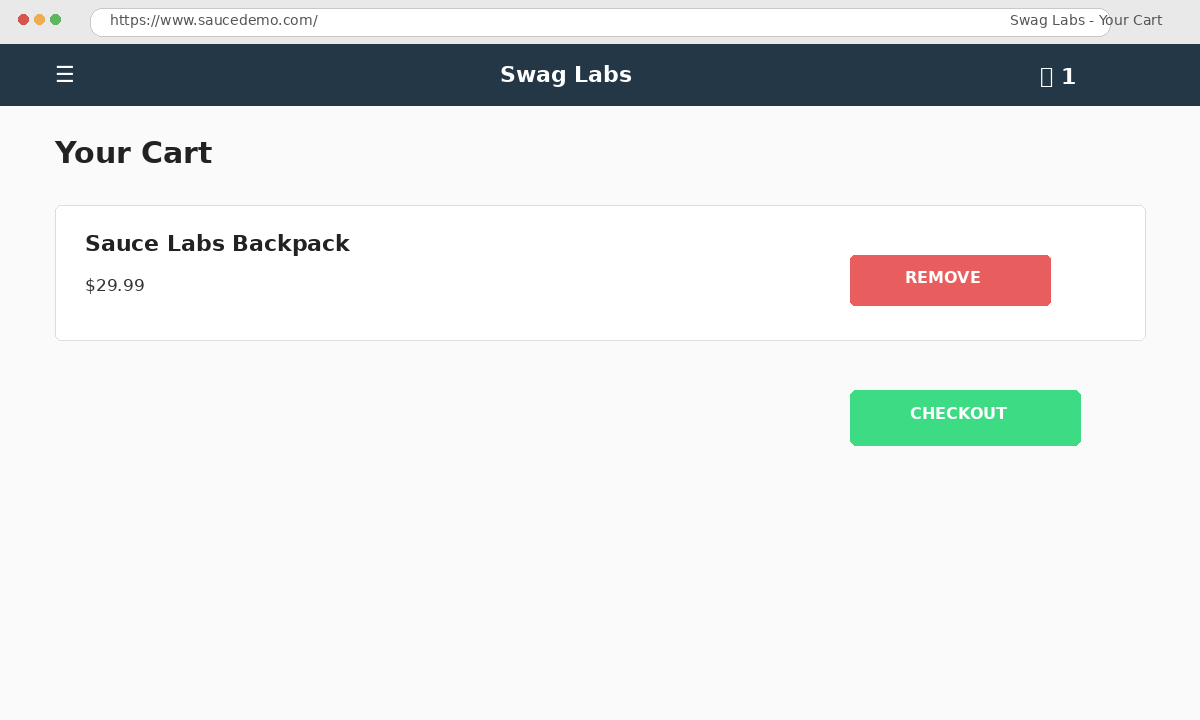 https://www.saucedemo.com/ Swag Labs - Your Cart
☰ Swag Labs 1
Your Cart
Sauce Labs Backpack
$29.99
REMOVE
CHECKOUT